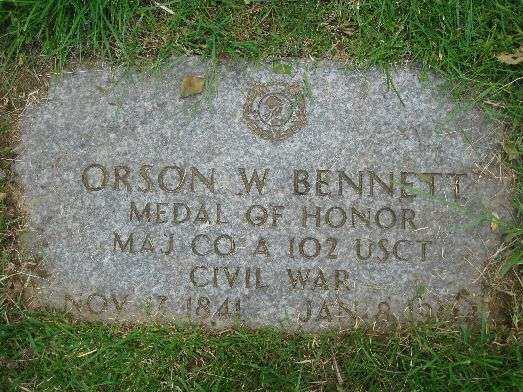 ORSON W BENNETT
MEDAL OF HONOR
MAJ CO A 102 USCT
CIVIL WAR
NOV 17 1841 JAN 8